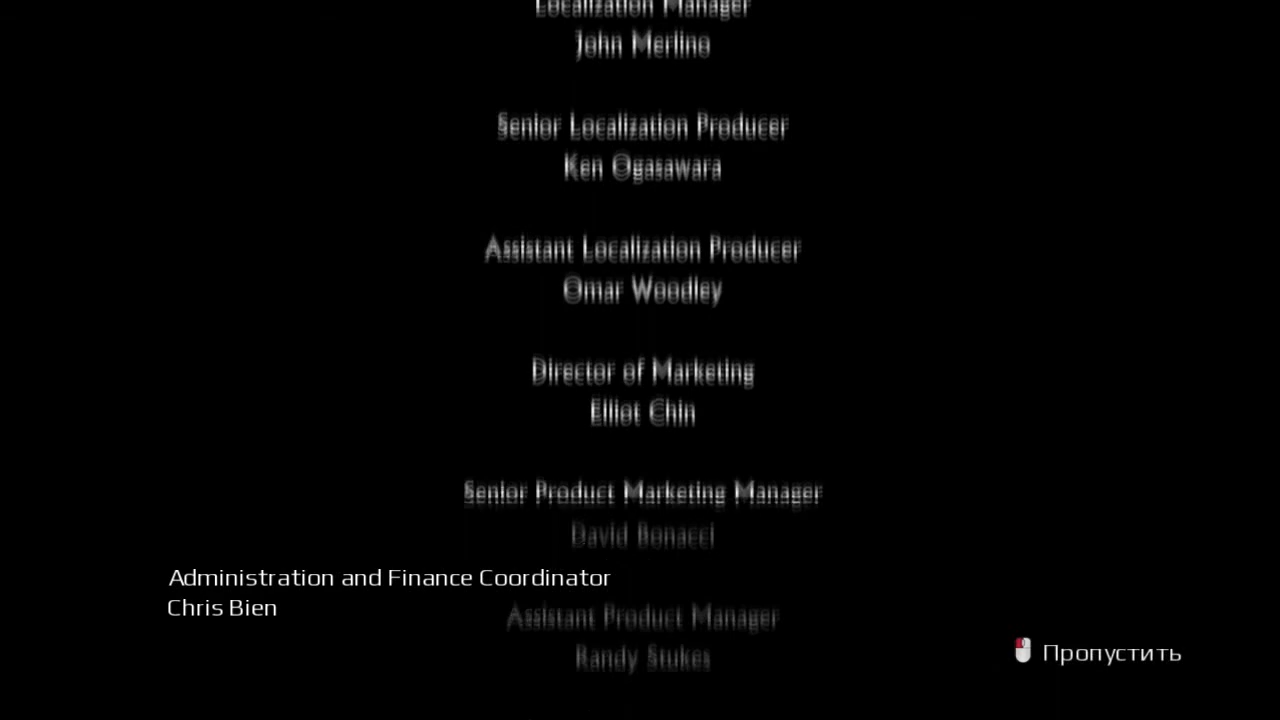 Localization Manager
John Merlino
Senior Localization Producer
Ken Ogasawara
Assistant Localization Producer
Omar Woodley
Director of Marketing
Elliot Chin
Senior Product Marketing Manager
David Bonacci
Administration and Finance Coordinator
Chris Bien
Assistant Product Manager
Randy Stukes
Пропустить